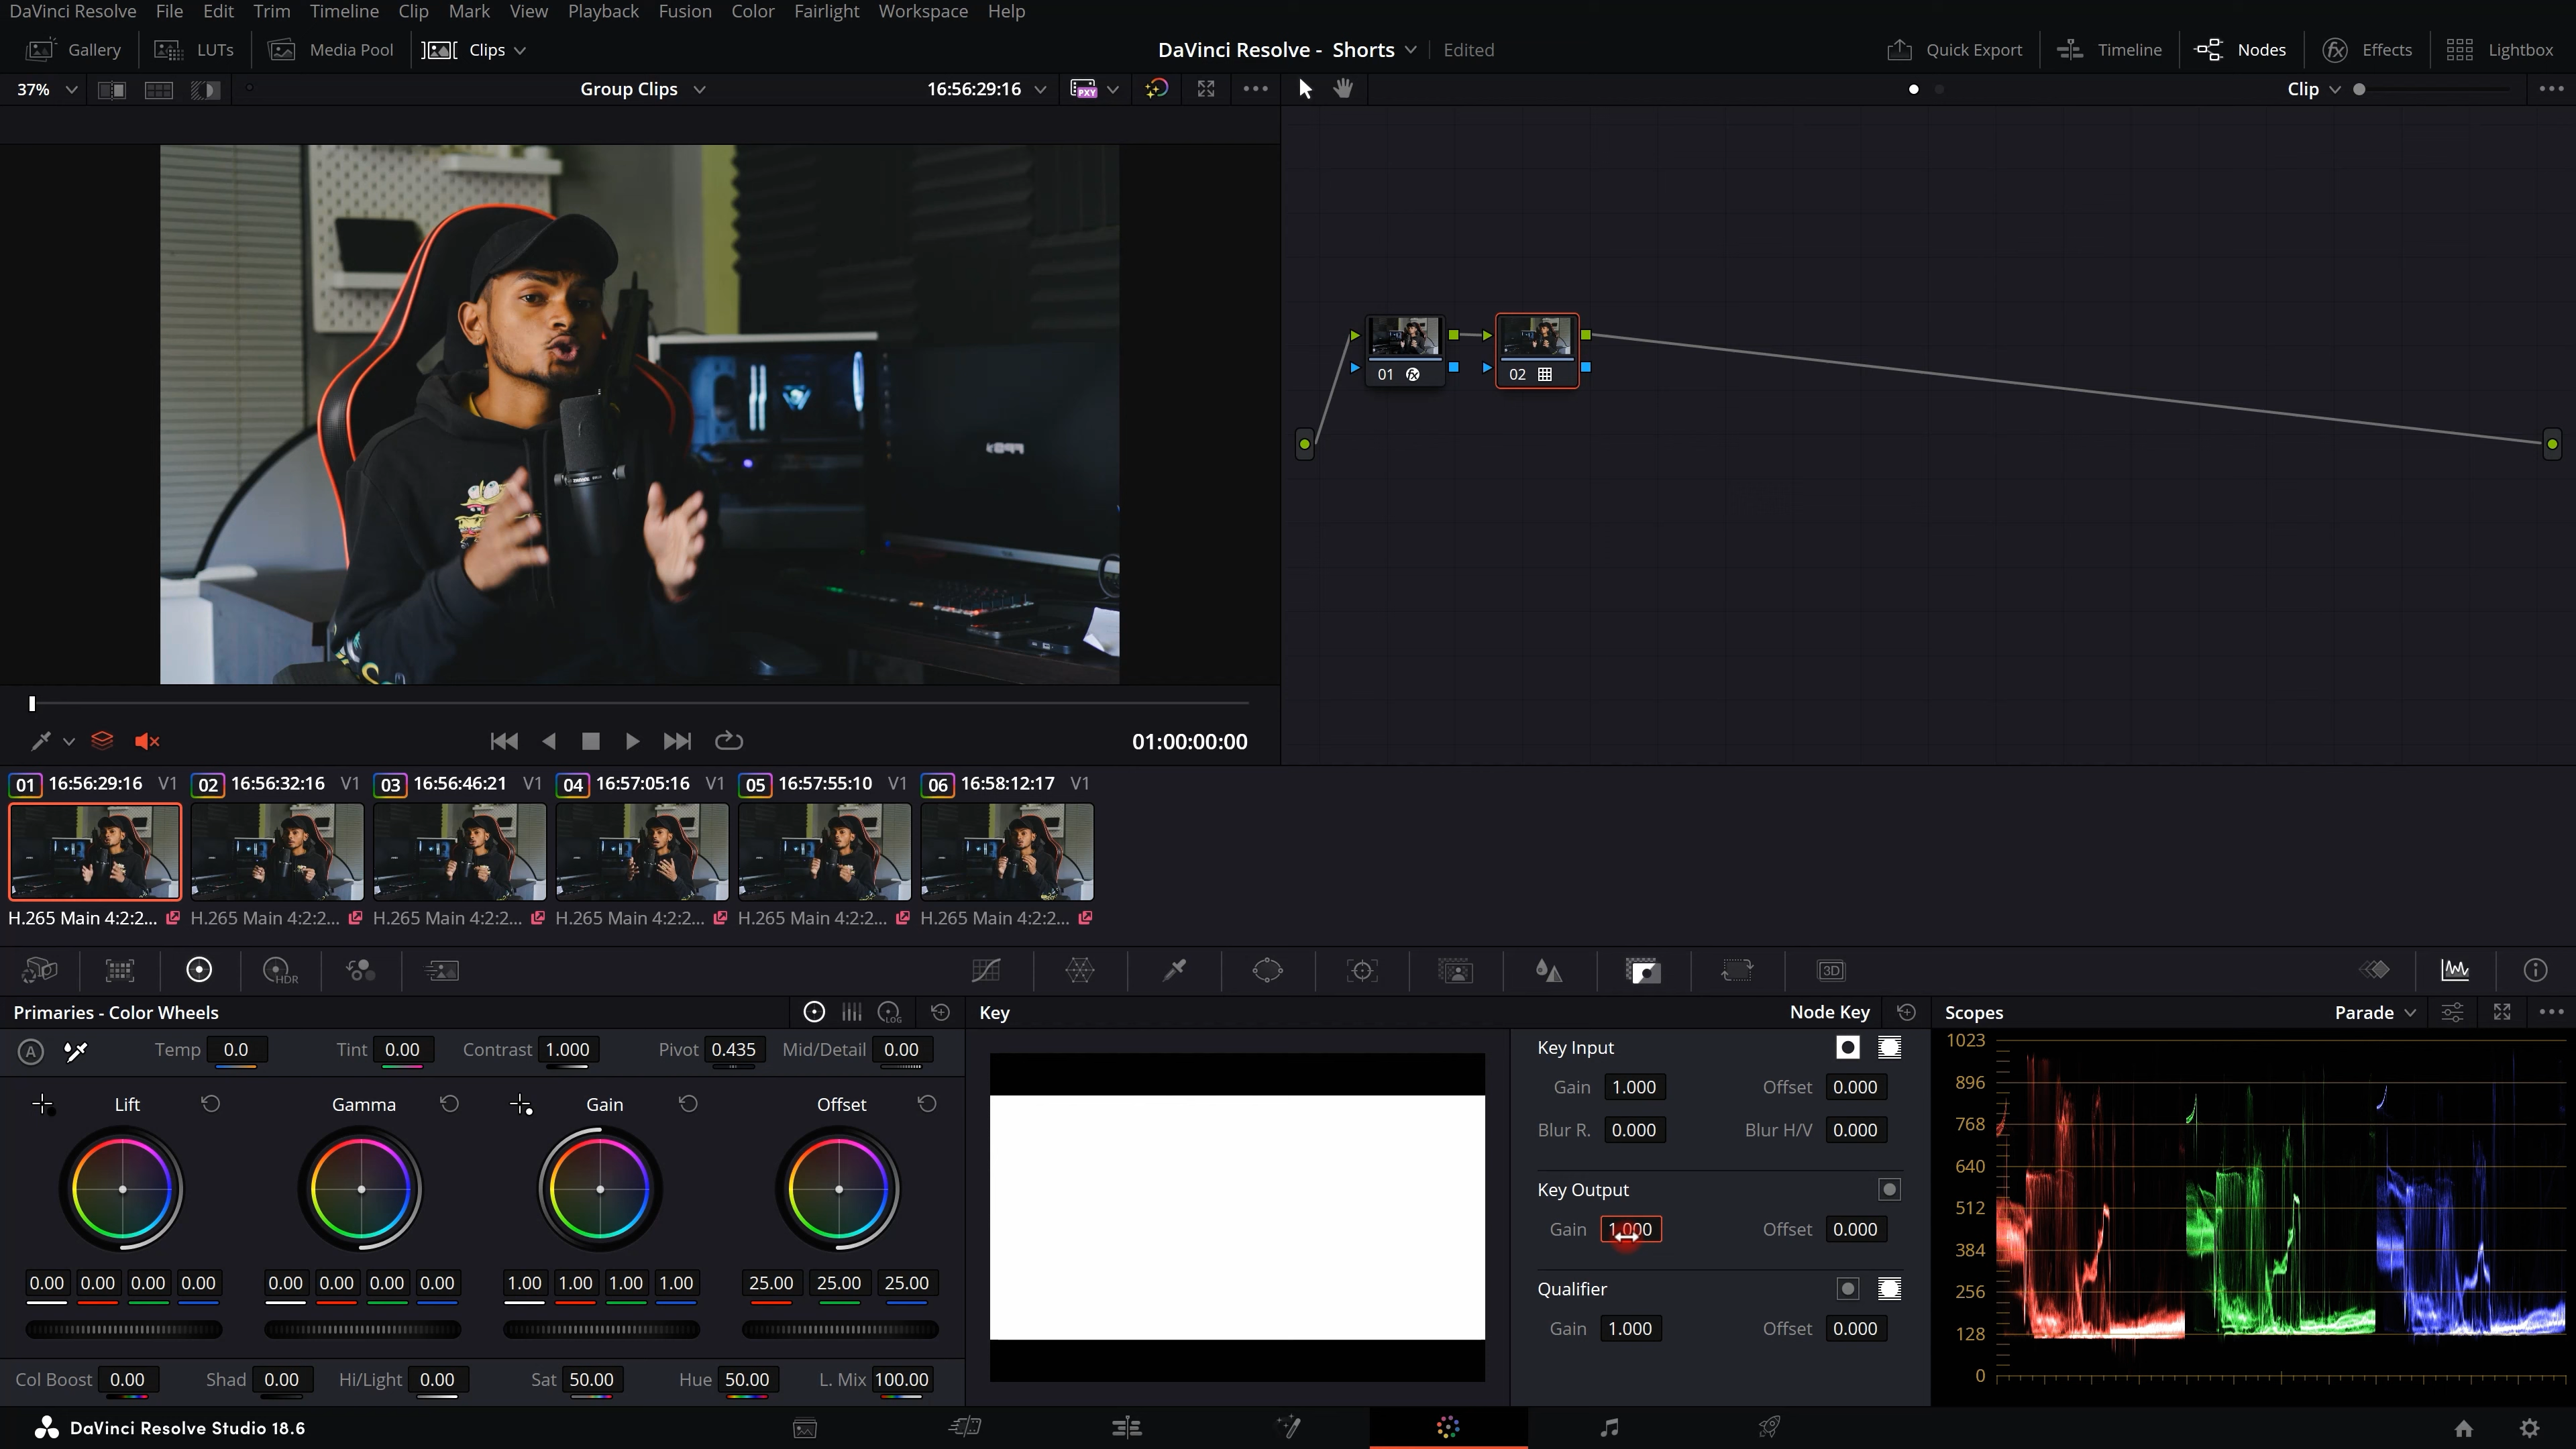 DaVinci Resolve File Edit Trim Timeline Clip Mark View Playback Fusion Color Fairlight Workspace Help
Gallery LUTs Media Pool Clips DaVinci Resolve - Shorts Edited Quick Export Timeline Nodes Effects Lightbox
37% Group Clips 16:56:29:16 PXY Clip
01 02
01:00:00:00
01 16:56:29:16 V1 02 16:56:32:16 V1 03 16:56:46:21 V1 04 16:57:05:16 V1 05 16:57:55:10 V1 06 16:58:12:17 V1
H.265 Main 4:2:2... H.265 Main 4:2:2... H.265 Main 4:2:2... H.265 Main 4:2:2... H.265 Main 4:2:2... H.265 Main 4:2:2...
HDR 3D
Primaries - Color Wheels LOG Key Node Key Scopes Parade
A Temp 0.0 Tint 0.00 Contrast 1.000 Pivot 0.435 Mid/Detail 0.00
Lift Gamma Gain Offset
0.00 0.00 0.00 0.00 0.00 0.00 0.00 0.00 1.00 1.00 1.00 1.00 25.00 25.00 25.00
Col Boost 0.00 Shad 0.00 Hi/Light 0.00 Sat 50.00 Hue 50.00 L. Mix 100.00
Key Input
Gain 1.000 Offset 0.000
Blur R. 0.000 Blur H/V 0.000
Key Output
Gain 1.000 Offset 0.000
Qualifier
Gain 1.000 Offset 0.000
1023
896
768
640
512
384
256
128
0
DaVinci Resolve Studio 18.6